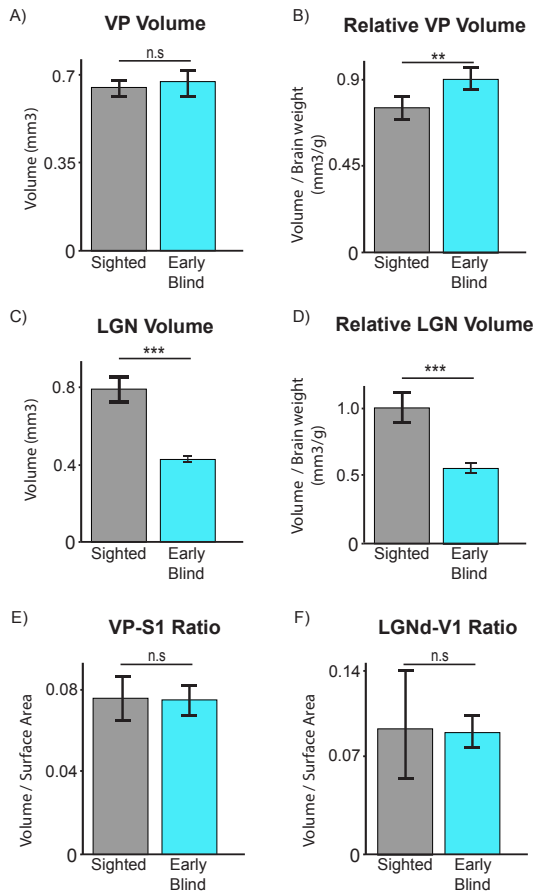 A)
VP Volume
n.s
0.7
0.35
0
Volume (mm3)
Sighted
Early
Blind
B)
Relative VP Volume
**
0.9
0.45
0
Volume / Brain weight
(mm3/g)
Sighted
Early
Blind
C)
LGN Volume
***
0.8
0.4
0
Volume (mm3)
Sighted
Early
Blind
D)
Relative LGN Volume
***
1.0
0.5
0
Volume / Brain weight
(mm3/g)
Sighted
Early
Blind
E)
VP-S1 Ratio
n.s
0.08
0.04
0
Volume / Surface Area
Sighted
Early
Blind
F)
LGNd-V1 Ratio
n.s
0.14
0.07
0
Volume / Surface Area
Sighted
Early
Blind